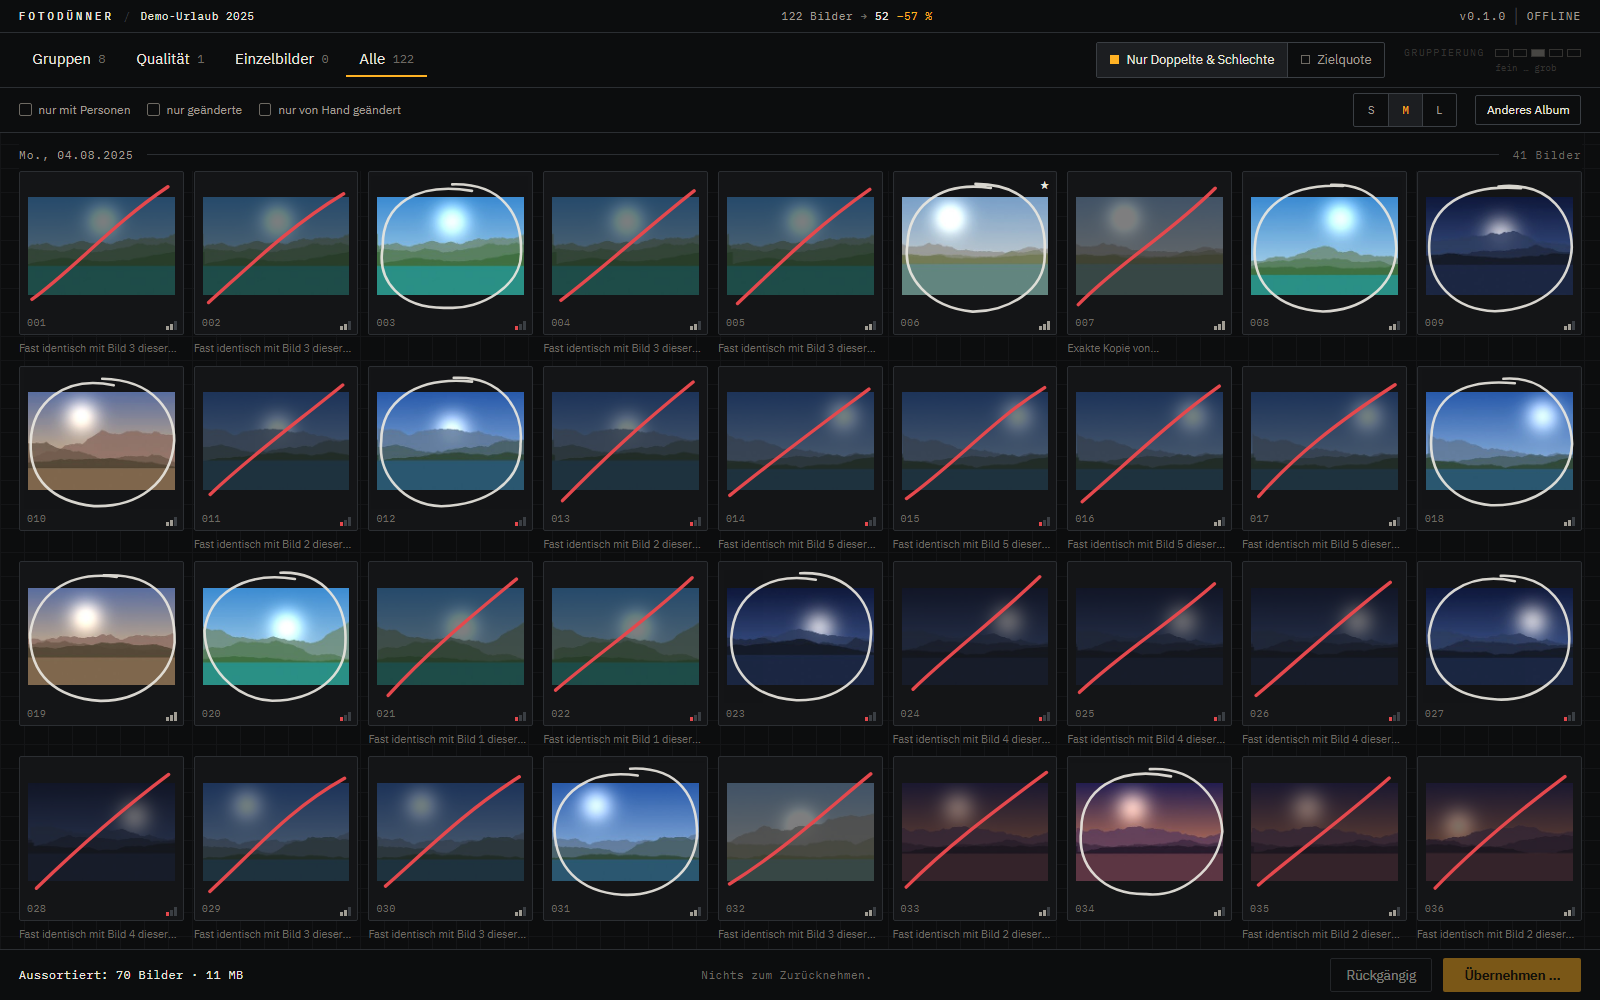 FOTODÜNNER / Demo-Urlaub 2025
122 Bilder → 52 −57 %
v0.1.0 OFFLINE
Gruppen 8 Qualität 1 Einzelbilder 0 Alle 122
Nur Doppelte & Schlechte Zielquote
GRUPPIERUNG
fein … grob
nur mit Personen nur geänderte nur von Hand geändert
S M L Anderes Album
Mo., 04.08.2025 41 Bilder
001 002 003 004 005 006 007 008 009
Fast identisch mit Bild 3 dieser… Fast identisch mit Bild 3 dieser… Fast identisch mit Bild 3 dieser… Fast identisch mit Bild 3 dieser… Exakte Kopie von…
010 011 012 013 014 015 016 017 018
Fast identisch mit Bild 2 dieser… Fast identisch mit Bild 2 dieser… Fast identisch mit Bild 5 dieser… Fast identisch mit Bild 5 dieser… Fast identisch mit Bild 5 dieser… Fast identisch mit Bild 5 dieser…
019 020 021 022 023 024 025 026 027
Fast identisch mit Bild 1 dieser… Fast identisch mit Bild 1 dieser… Fast identisch mit Bild 4 dieser… Fast identisch mit Bild 4 dieser… Fast identisch mit Bild 4 dieser…
028 029 030 031 032 033 034 035 036
Fast identisch mit Bild 4 dieser… Fast identisch mit Bild 3 dieser… Fast identisch mit Bild 3 dieser… Fast identisch mit Bild 3 dieser… Fast identisch mit Bild 2 dieser… Fast identisch mit Bild 2 dieser… Fast identisch mit Bild 2 dieser…
Aussortiert: 70 Bilder · 11 MB
Nichts zum Zurücknehmen.
Rückgängig Übernehmen …